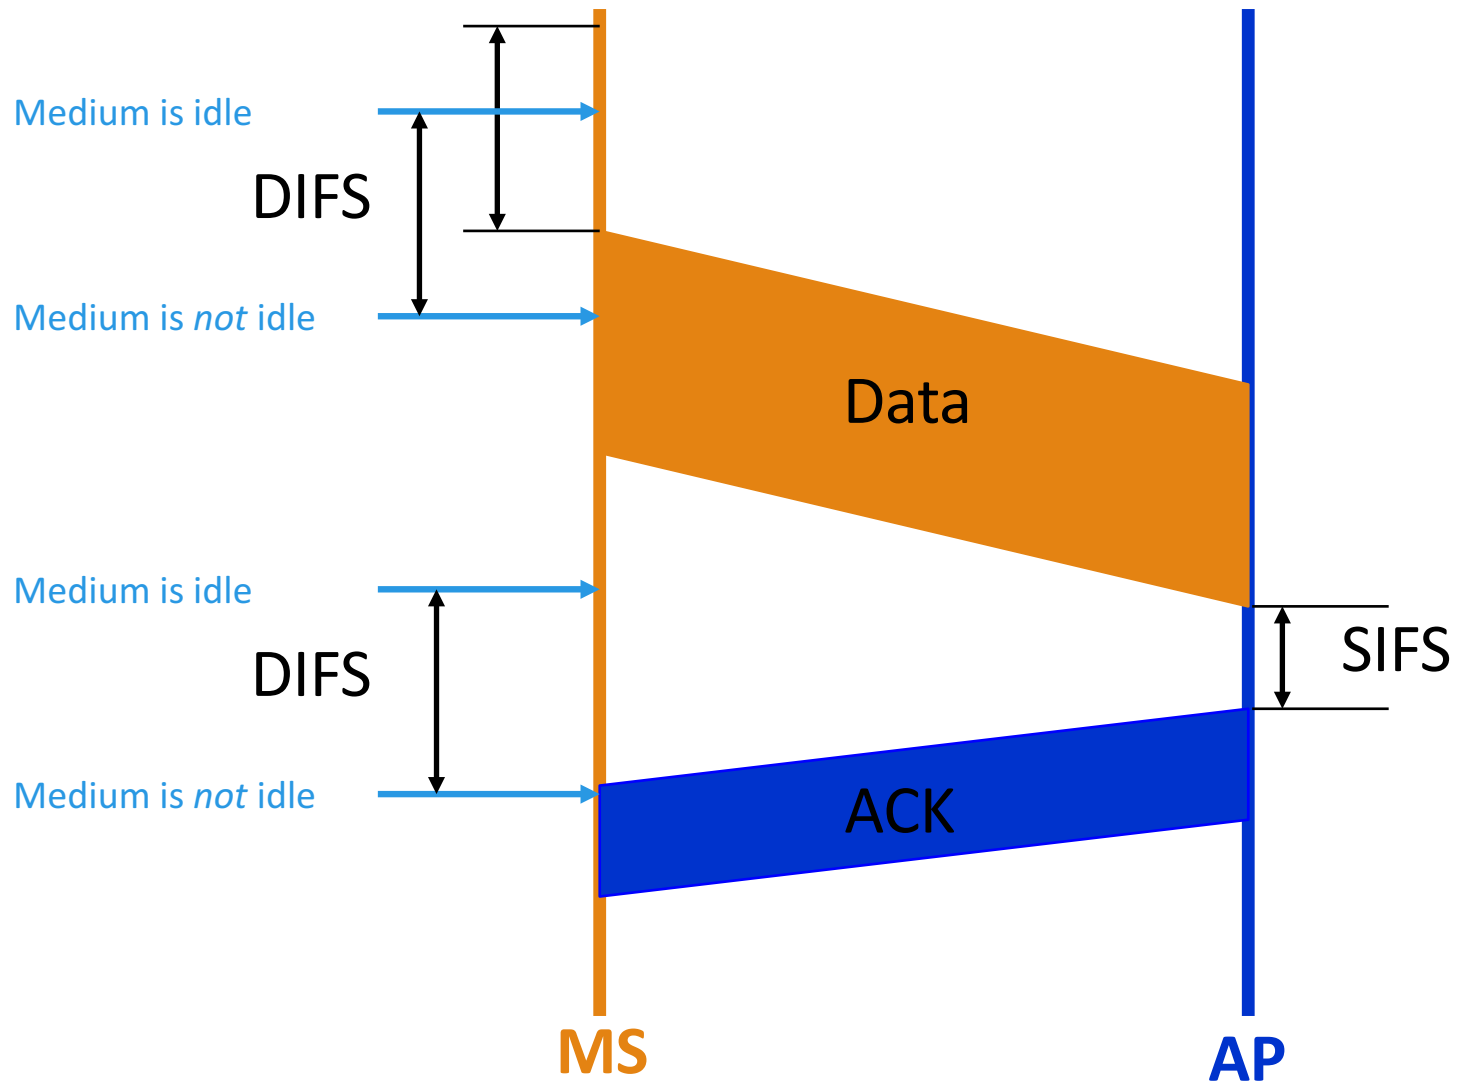 Medium is idle
DIFS
Medium is not idle
Data
Medium is idle
SIFS
DIFS
Medium is not idle
ACK
MS
AP